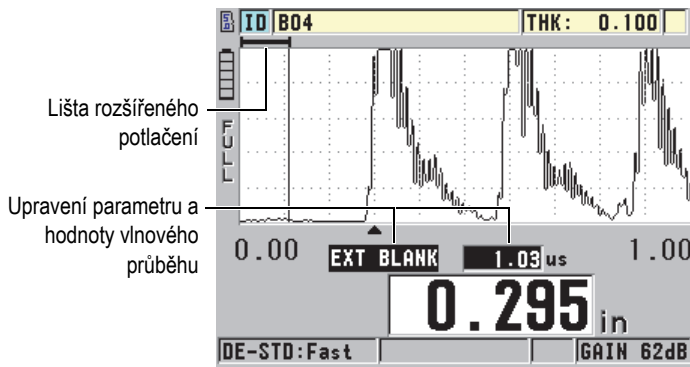 ID B04 THK: 0.100
FULL
Lišta rozšířeného
potlačení
Upravení parametru a
hodnoty vlnového
průběhu
0.00 EXT BLANK 1.03 us 1.00
0.295 in
DE-STD:Fast GAIN 62dB